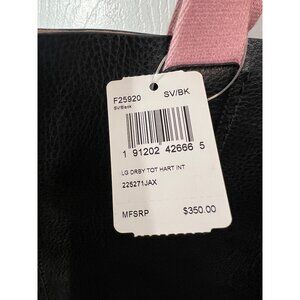 F25920 SV/BK
SV/Black
1 91202 42666 5
LG DRBY TOT HART INT
225271JAX
MFSRP $350.00